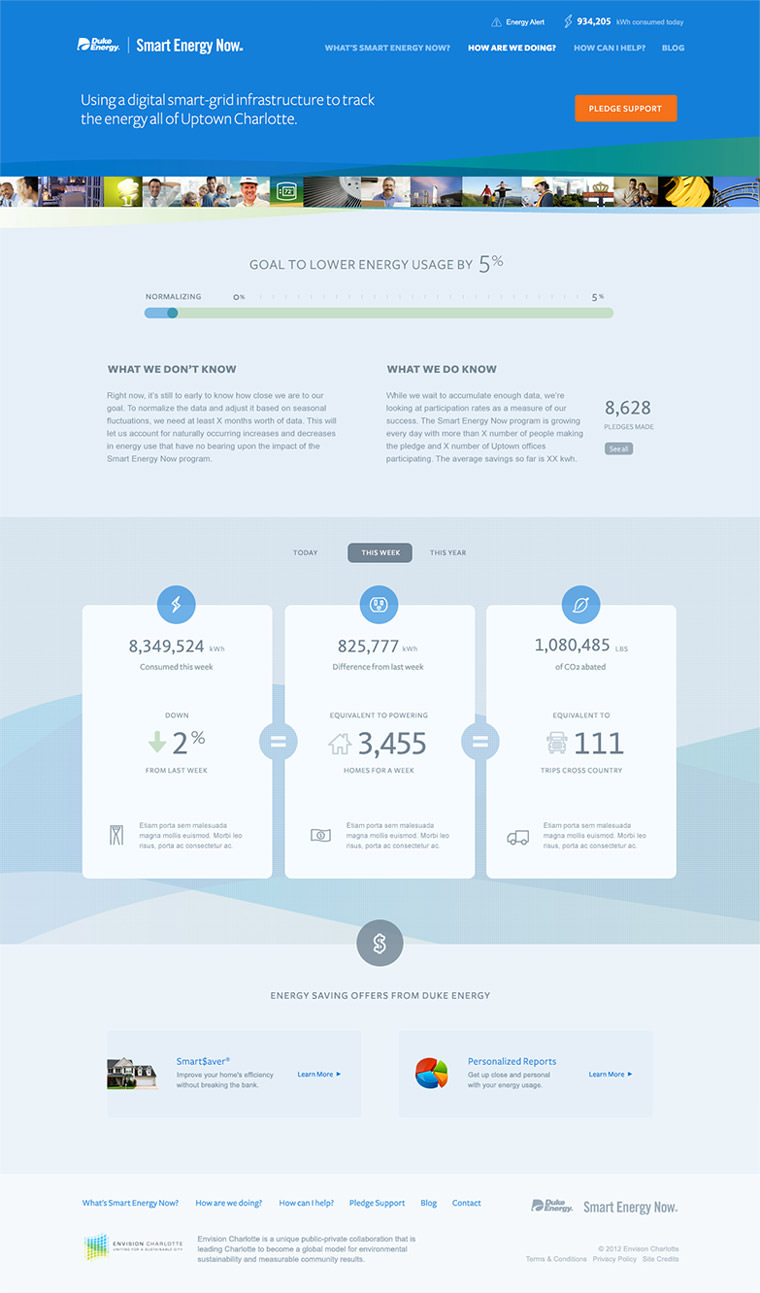 Energy Alert 934,205 kWh consumed today
Duke Energy. Smart Energy Now.
WHAT'S SMART ENERGY NOW? HOW ARE WE DOING? HOW CAN I HELP? BLOG
Using a digital smart-grid infrastructure to track
the energy all of Uptown Charlotte.
PLEDGE SUPPORT
72
GOAL TO LOWER ENERGY USAGE BY 5%
NORMALIZING 0% 5%
WHAT WE DON'T KNOW
Right now, it's still to early to know how close we are to our
goal. To normalize the data and adjust it based on seasonal
fluctuations, we need at least X months worth of data. This will
let us account for naturally occurring increases and decreases
in energy use that have no bearing upon the impact of the
Smart Energy Now program.
WHAT WE DO KNOW
While we wait to accumulate enough data, we're
looking at participation rates as a measure of our
success. The Smart Energy Now program is growing
every day with more than X number of people making
the pledge and X number of Uptown offices
participating. The average savings so far is XX kwh.
8,628
PLEDGES MADE
See all
TODAY THIS WEEK THIS YEAR
8,349,524 kWh
Consumed this week
DOWN
2%
FROM LAST WEEK
Etiam porta sem malesuada
magna mollis euismod. Morbi leo
risus, porta ac consectetur ac.
825,777 kWh
Difference from last week
EQUIVALENT TO POWERING
3,455
HOMES FOR A WEEK
Etiam porta sem malesuada
magna mollis euismod. Morbi leo
risus, porta ac consectetur ac.
1,080,485 LBS
of CO2 abated
EQUIVALENT TO
111
TRIPS CROSS COUNTRY
Etiam porta sem malesuada
magna mollis euismod. Morbi leo
risus, porta ac consectetur ac.
ENERGY SAVING OFFERS FROM DUKE ENERGY
Smart$aver®
Improve your home's efficiency
without breaking the bank.
Learn More ►
Personalized Reports
Get up close and personal
with your energy usage.
Learn More ►
What's Smart Energy Now? How are we doing? How can I help? Pledge Support Blog Contact
Duke Energy. Smart Energy Now.
ENVISION CHARLOTTE
UNITING FOR A SUSTAINABLE CITY
Envision Charlotte is a unique public-private collaboration that is
leading Charlotte to become a global model for environmental
sustainability and measurable community results.
© 2012 Envison Charlotte
Terms & Conditions Privacy Policy Site Credits